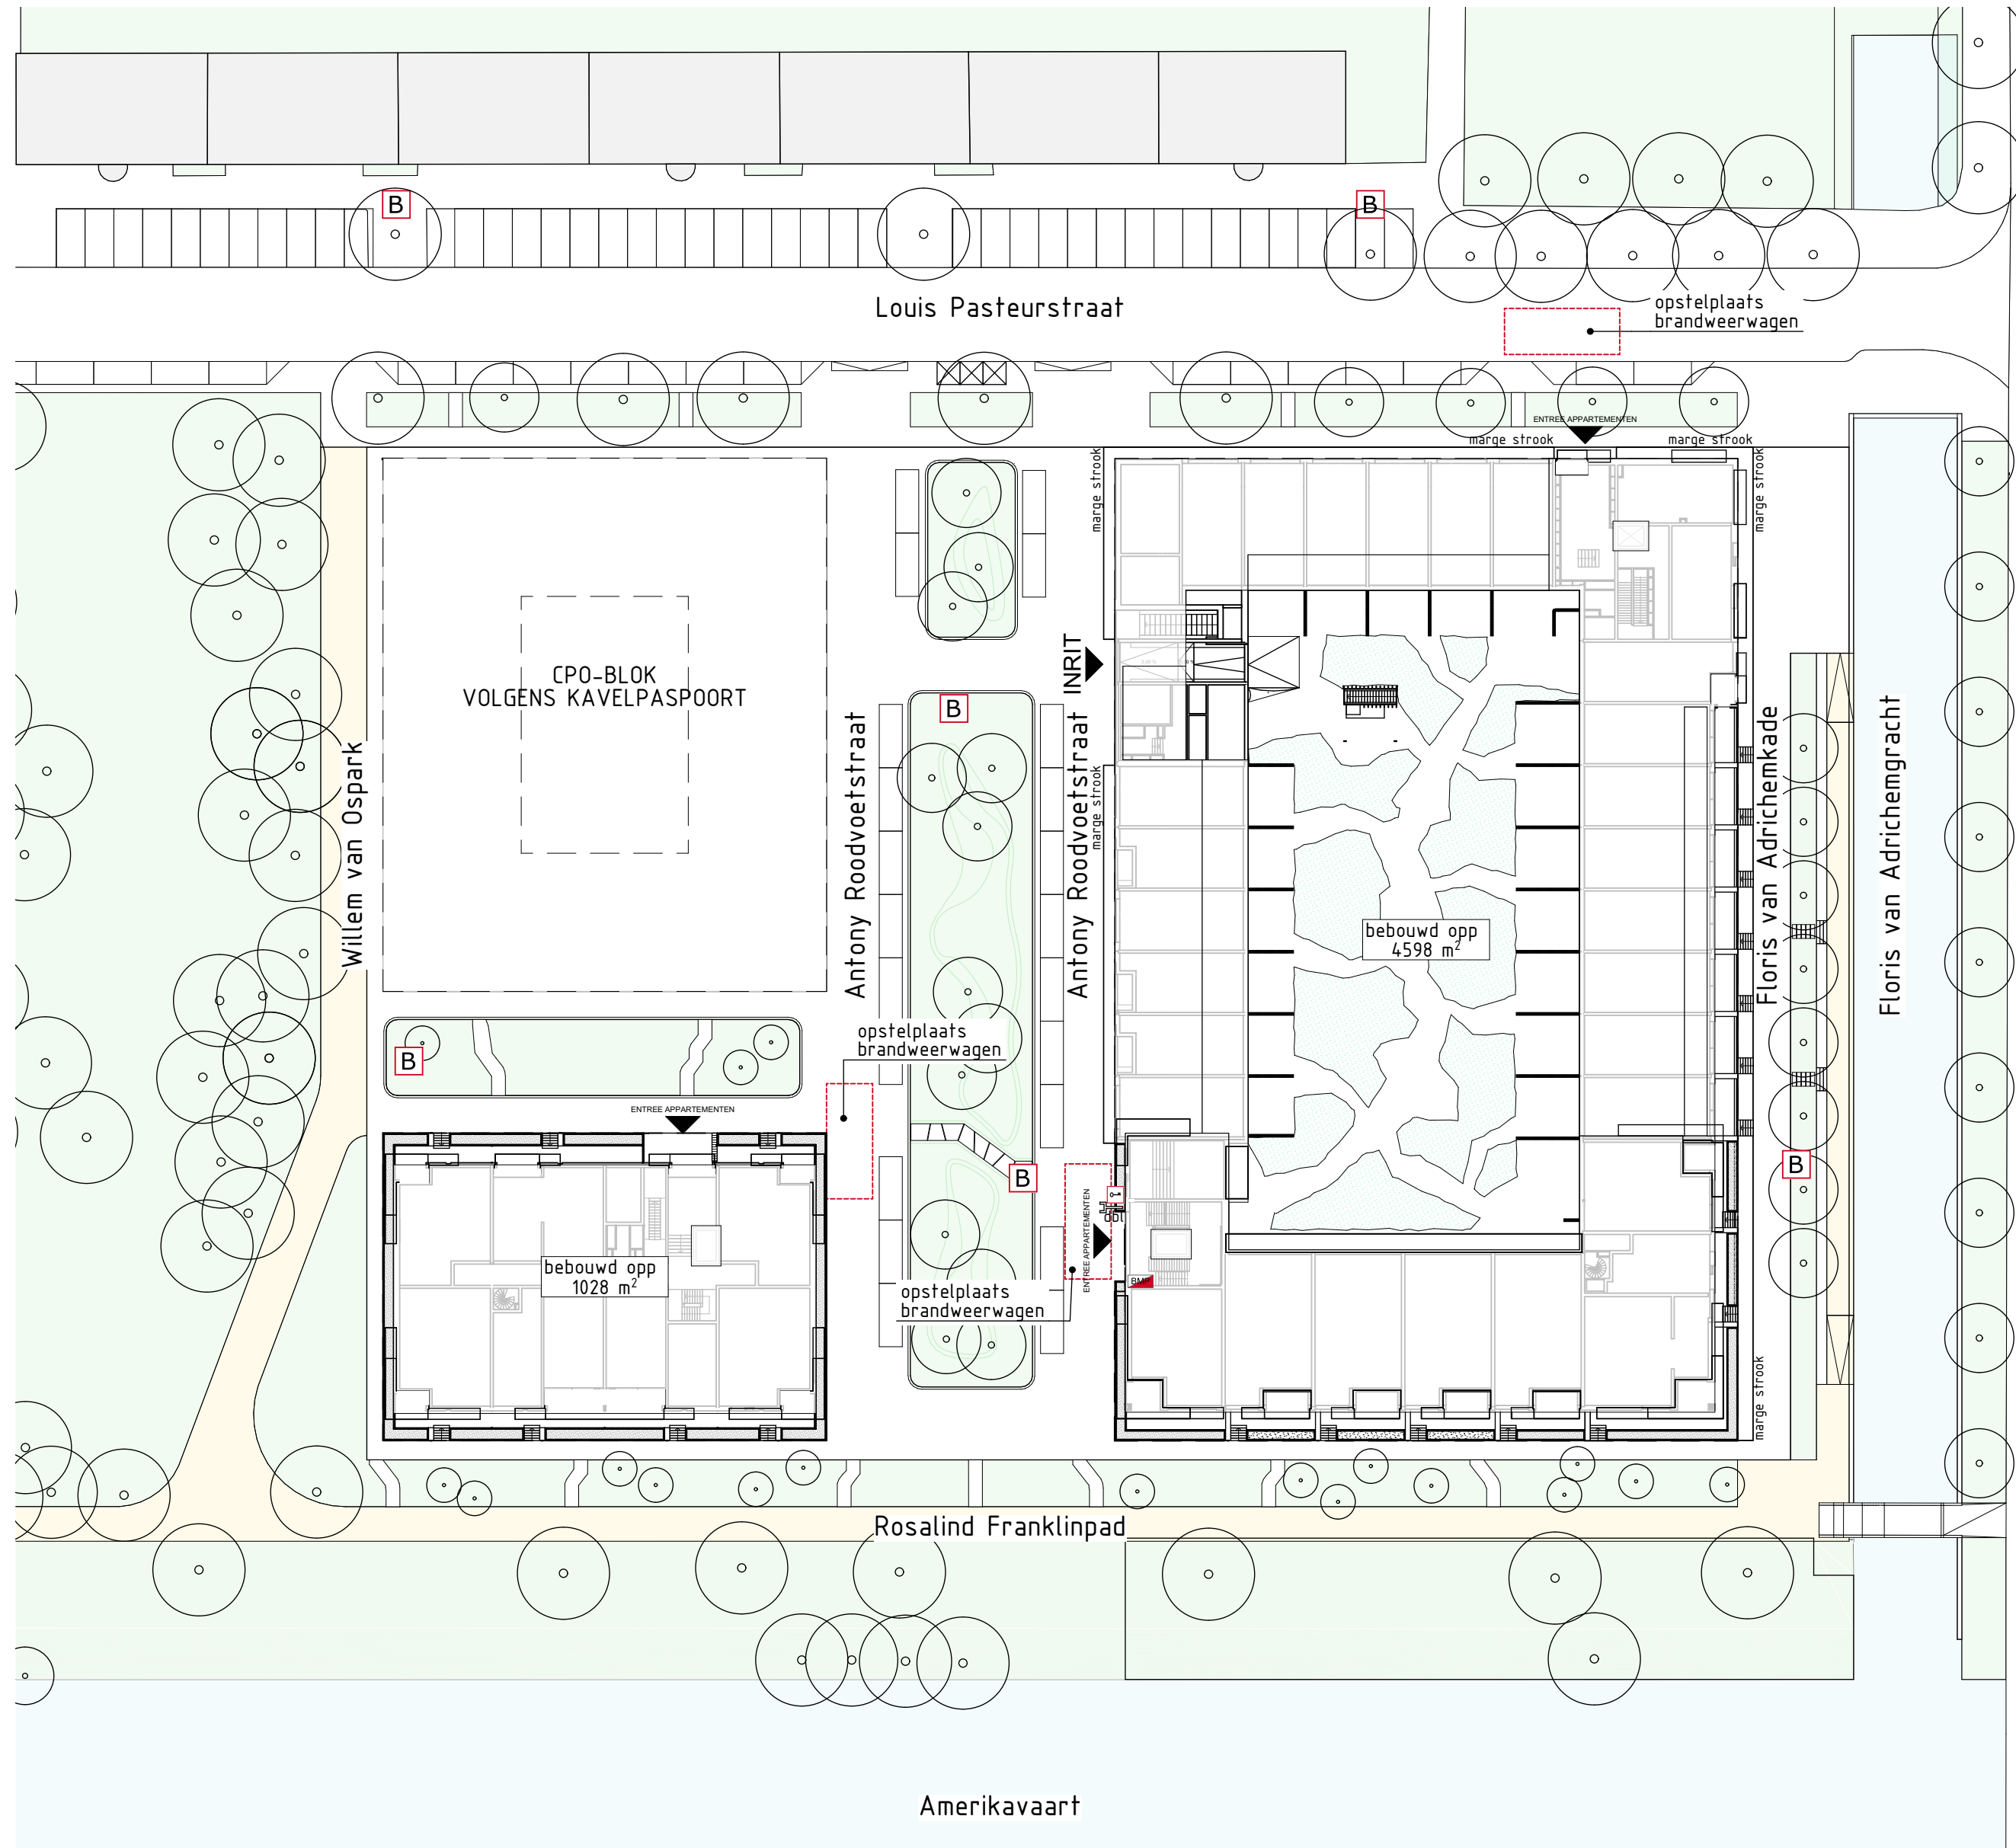 B
B
Louis Pasteurstraat
opstelplaats
brandweerwagen
ENTREE APPARTEMENTEN
marge strook
marge strook
marge strook
marge strook
CPO-BLOK
VOLGENS KAVELPASPOORT
INRIT
B
Willem van Ospark
Antony Roodvoetstraat
Antony Roodvoetstraat
marge strook
Floris van Adrichemkade
Floris van Adrichemgracht
bebouwd opp
4598 m²
opstelplaats
brandweerwagen
B
ENTREE APPARTEMENTEN
B
B
ENTREE APPARTEMENTEN
bebouwd opp
1028 m²
BMP
opstelplaats
brandweerwagen
marge strook
Rosalind Franklinpad
Amerikavaart